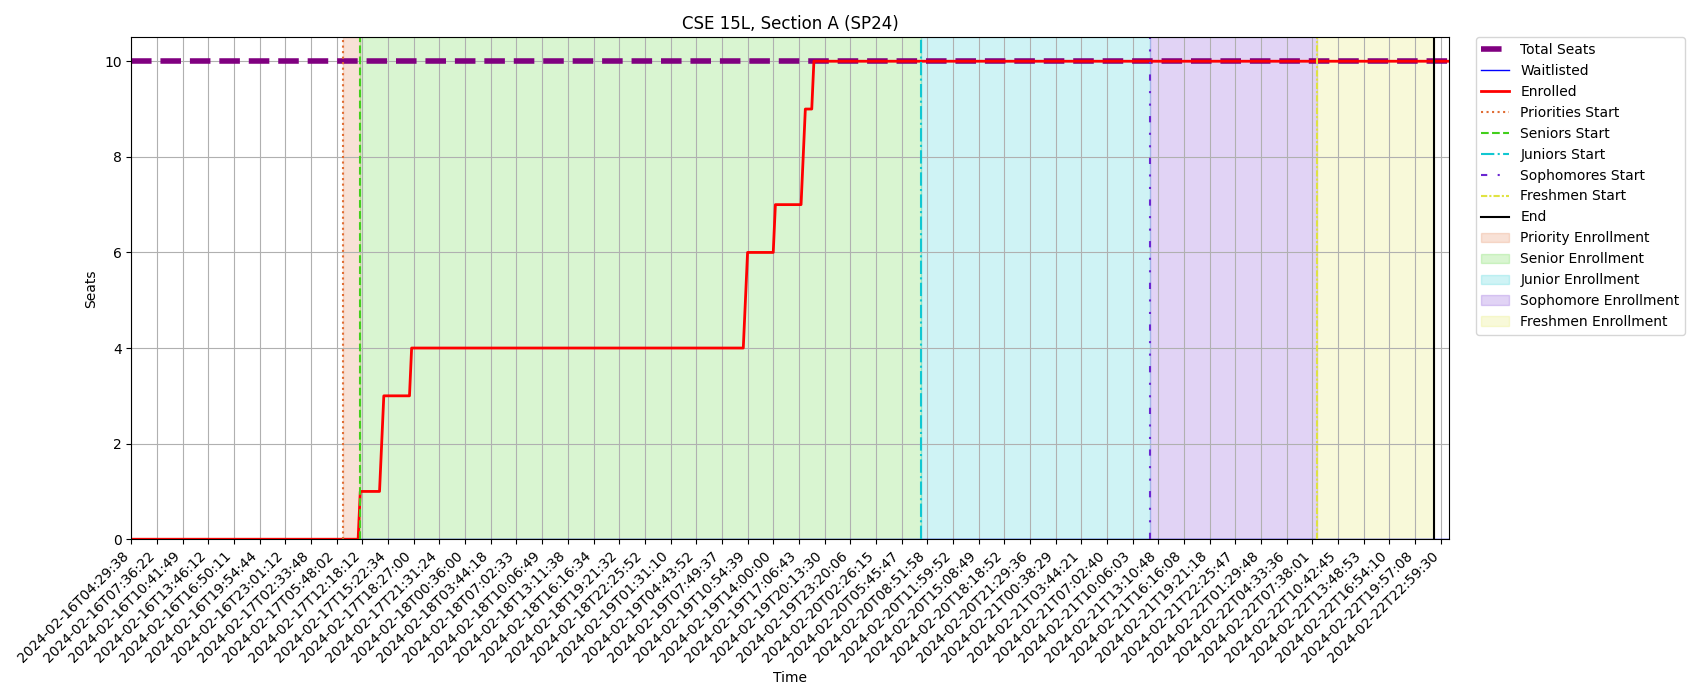 CSE 15L, Section A (SP24)
Seats
10
8
6
4
2
0
2024-02-16T04:29:38
2024-02-16T07:36:22
2024-02-16T10:41:49
2024-02-16T13:46:12
2024-02-16T16:50:11
2024-02-16T19:54:44
2024-02-16T23:01:12
2024-02-17T02:33:48
2024-02-17T05:48:02
2024-02-17T12:18:12
2024-02-17T15:22:34
2024-02-17T18:27:00
2024-02-17T21:31:24
2024-02-18T00:36:00
2024-02-18T03:44:18
2024-02-18T07:02:33
2024-02-18T10:06:49
2024-02-18T13:11:38
2024-02-18T16:16:34
2024-02-18T19:21:32
2024-02-18T22:25:52
2024-02-19T01:31:10
2024-02-19T04:43:52
2024-02-19T07:49:37
2024-02-19T10:54:39
2024-02-19T14:00:00
2024-02-19T17:06:43
2024-02-19T20:13:30
2024-02-19T23:20:06
2024-02-20T02:26:15
2024-02-20T05:45:47
2024-02-20T08:51:58
2024-02-20T11:59:52
2024-02-20T15:08:49
2024-02-20T18:18:52
2024-02-20T21:29:36
2024-02-21T00:38:29
2024-02-21T03:44:21
2024-02-21T07:02:40
2024-02-21T10:06:03
2024-02-21T13:10:48
2024-02-21T16:16:08
2024-02-21T19:21:18
2024-02-21T22:25:47
2024-02-22T01:29:48
2024-02-22T04:33:36
2024-02-22T07:38:01
2024-02-22T10:42:45
2024-02-22T13:48:53
2024-02-22T16:54:10
2024-02-22T19:57:08
2024-02-22T22:59:30
Time
Total Seats
Waitlisted
Enrolled
Priorities Start
Seniors Start
Juniors Start
Sophomores Start
Freshmen Start
End
Priority Enrollment
Senior Enrollment
Junior Enrollment
Sophomore Enrollment
Freshmen Enrollment